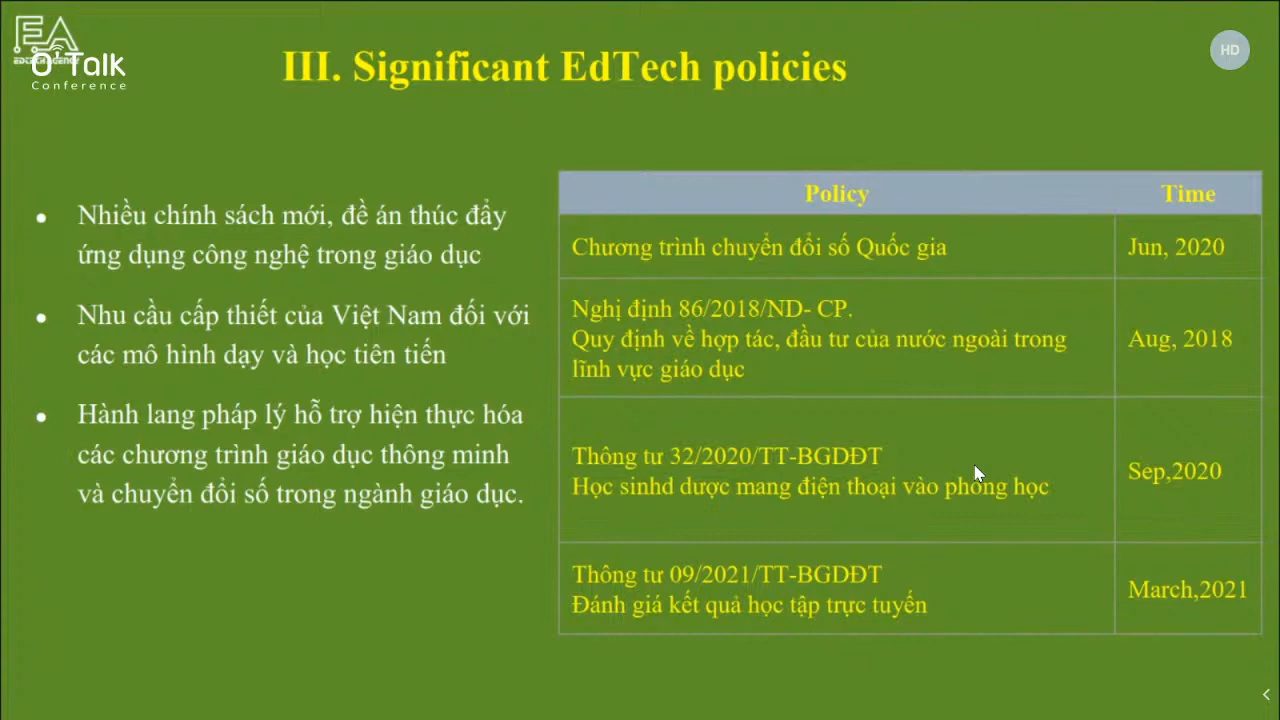 EA
EDTECH AGENCY
O'Talk
Conference
HD
III. Significant EdTech policies
● Nhiều chính sách mới, đề án thúc đẩy
ứng dụng công nghệ trong giáo dục
● Nhu cầu cấp thiết của Việt Nam đối với
các mô hình dạy và học tiên tiến
● Hành lang pháp lý hỗ trợ hiện thực hóa
các chương trình giáo dục thông minh
và chuyển đổi số trong ngành giáo dục.
Policy Time
Chương trình chuyển đổi số Quốc gia Jun, 2020
Nghị định 86/2018/ND- CP.
Quy định về hợp tác, đầu tư của nước ngoài trong
lĩnh vực giáo dục
Aug, 2018
Thông tư 32/2020/TT-BGDĐT
Học sinhd dược mang điện thoại vào phòng học
Sep,2020
Thông tư 09/2021/TT-BGDĐT
Đánh giá kết quả học tập trực tuyến
March,2021